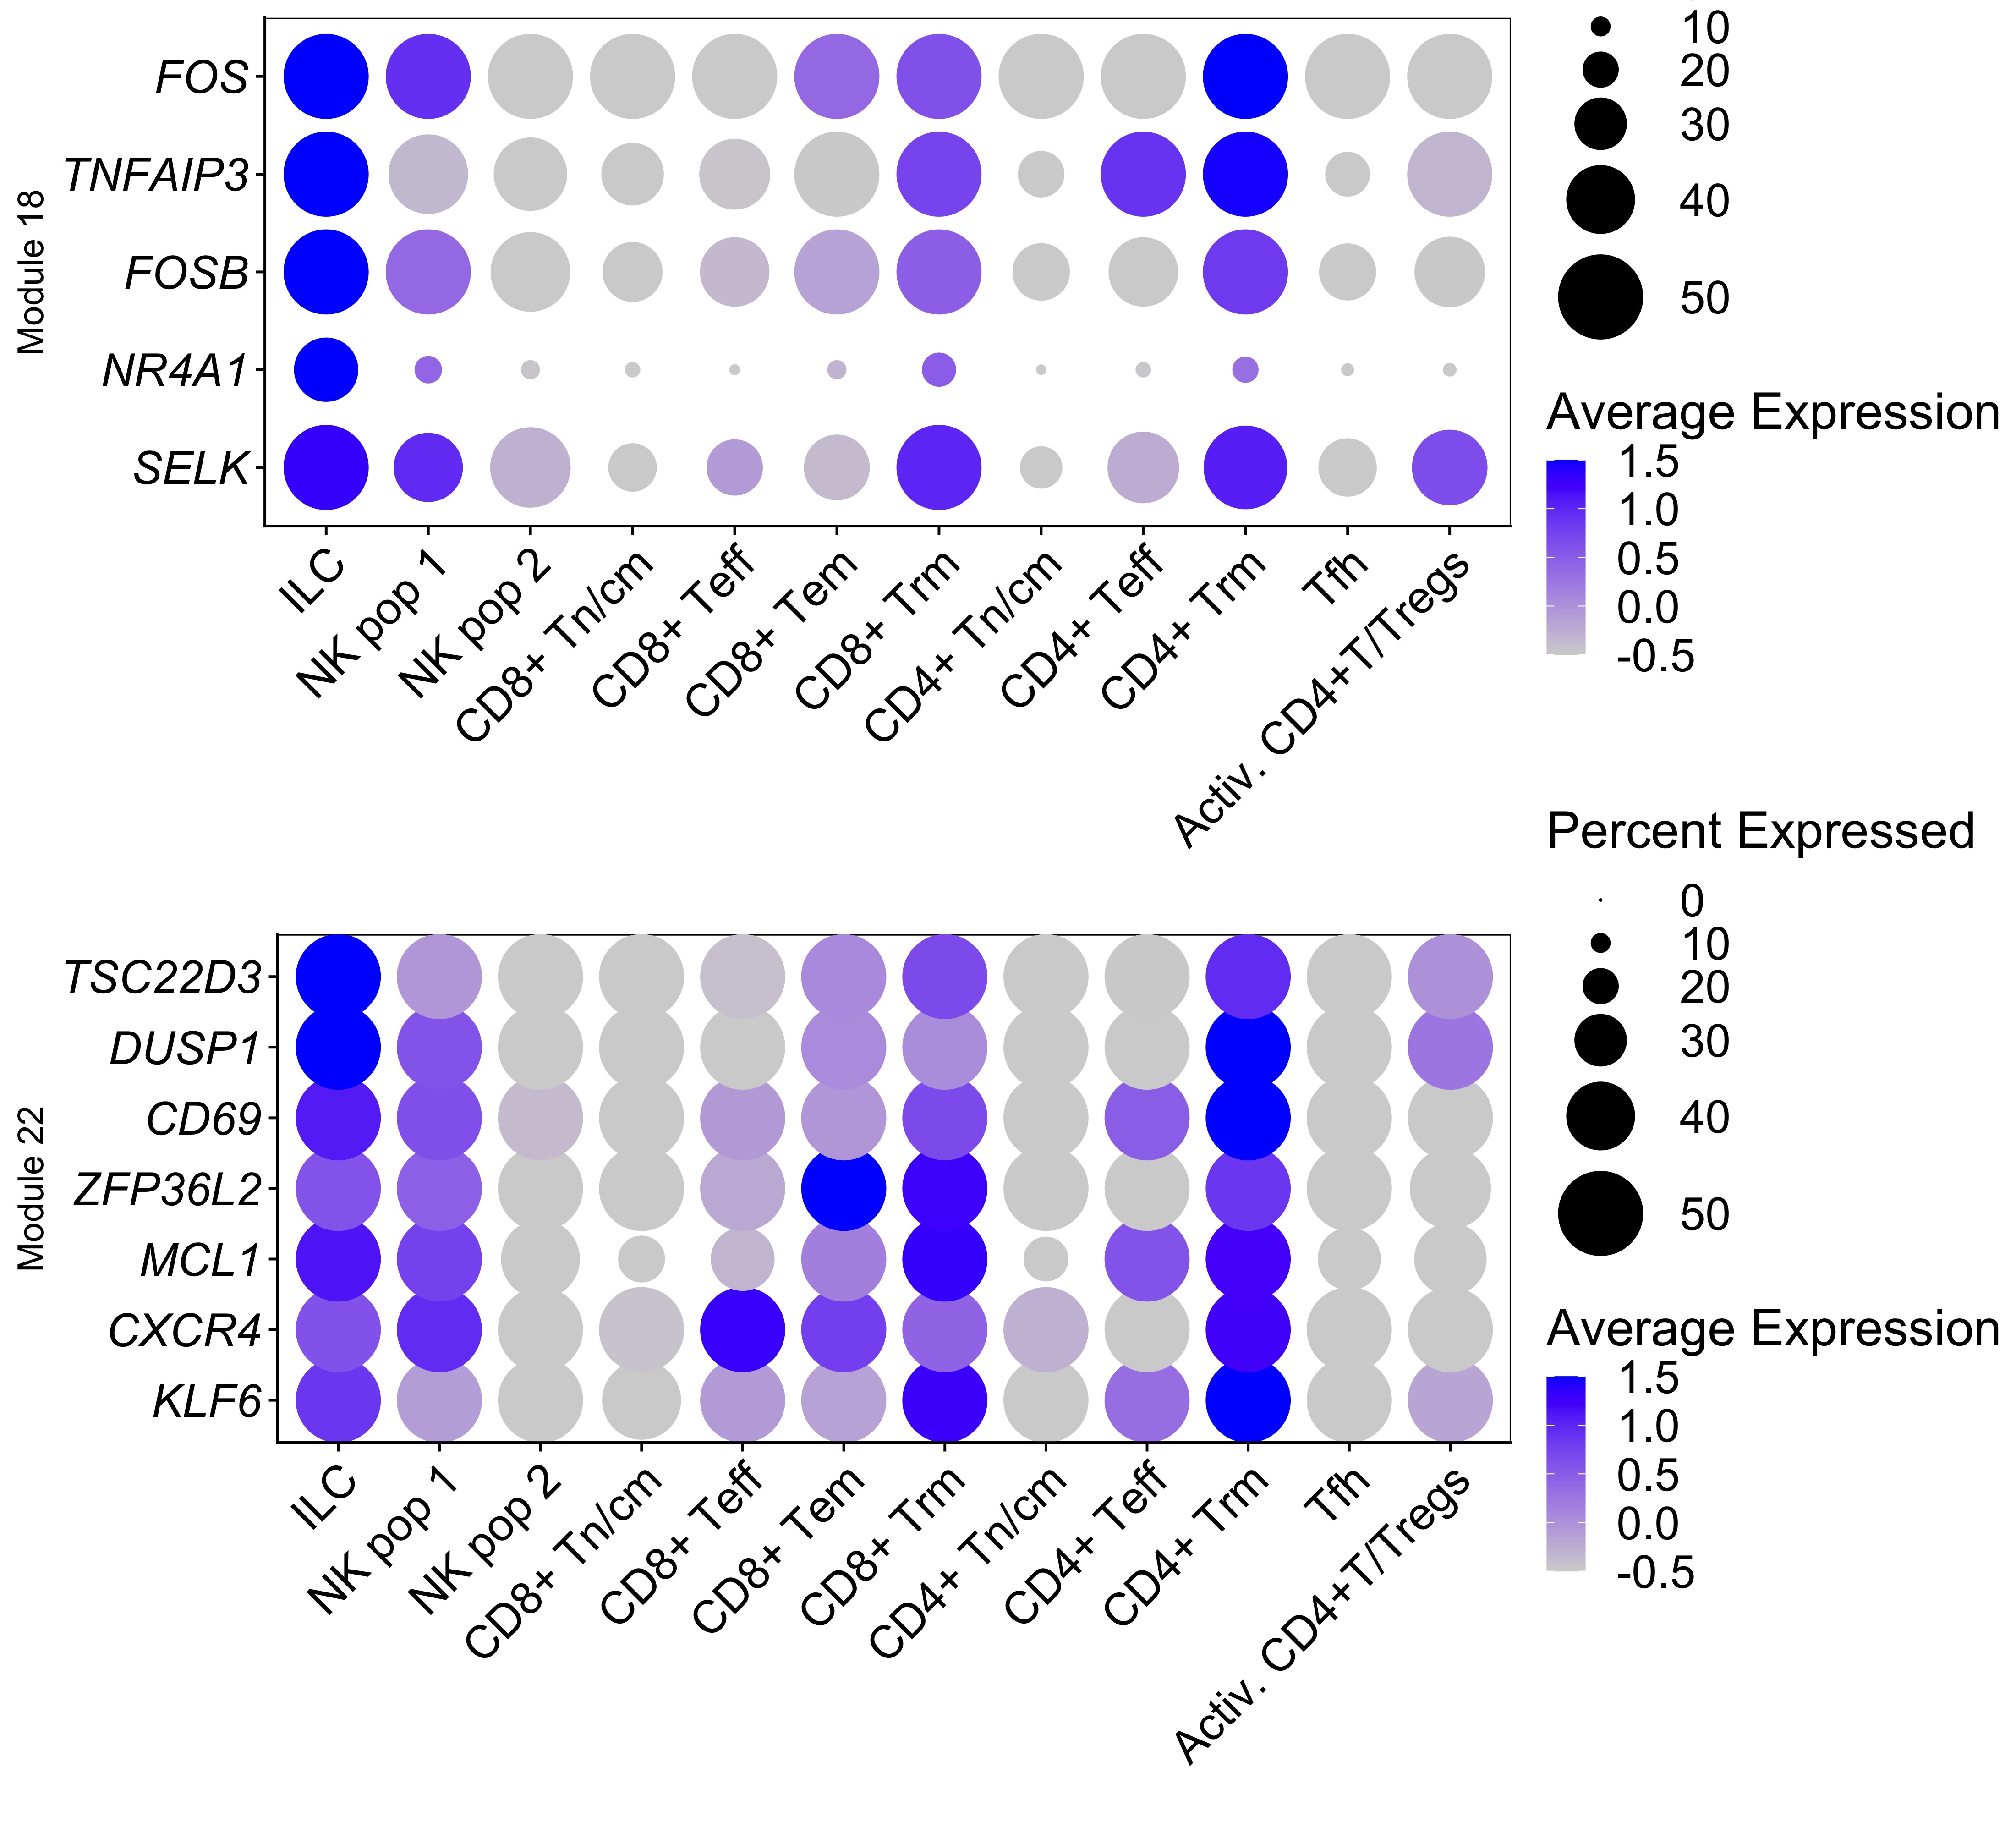 Module 18
FOS
TNFAIP3
FOSB
NR4A1
SELK
ILC
NK pop 1
NK pop 2
CD8+ Tn/cm
CD8+ Teff
CD8+ Tem
CD8+ Trm
CD4+ Tn/cm
CD4+ Teff
CD4+ Trm
Tfh
Activ. CD4+T/Tregs
10
20
30
40
50
Average Expression
1.5
1.0
0.5
0.0
-0.5
Module 22
TSC22D3
DUSP1
CD69
ZFP36L2
MCL1
CXCR4
KLF6
ILC
NK pop 1
NK pop 2
CD8+ Tn/cm
CD8+ Teff
CD8+ Tem
CD8+ Trm
CD4+ Tn/cm
CD4+ Teff
CD4+ Trm
Tfh
Activ. CD4+T/Tregs
Percent Expressed
0
10
20
30
40
50
Average Expression
1.5
1.0
0.5
0.0
-0.5